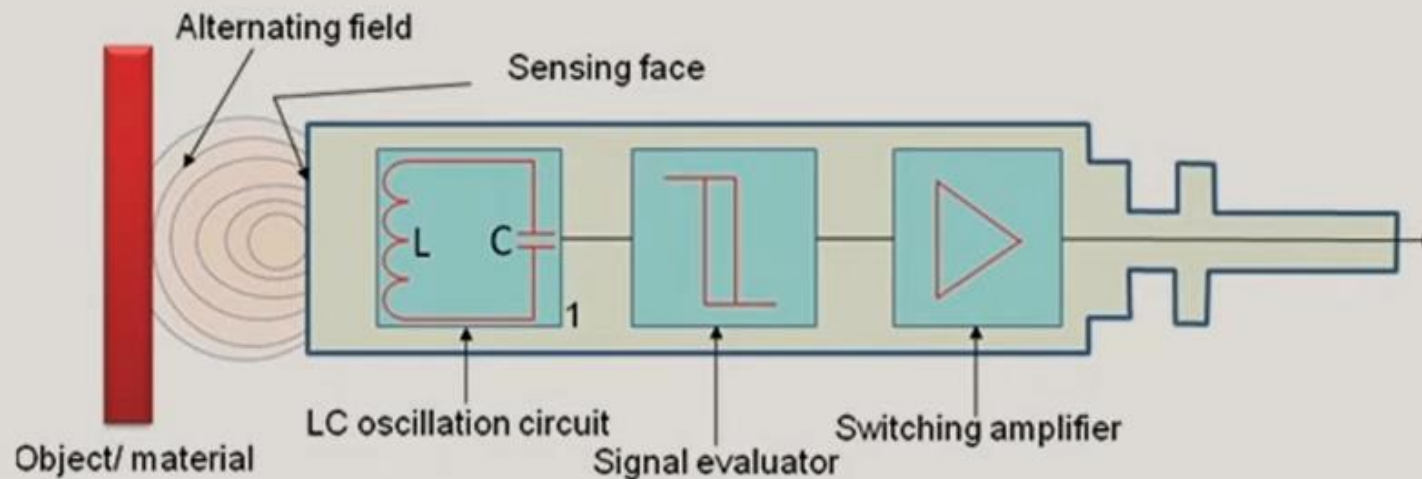 Alternating field
Sensing face
L
C
1
LC oscillation circuit
Switching amplifier
Object/ material
Signal evaluator